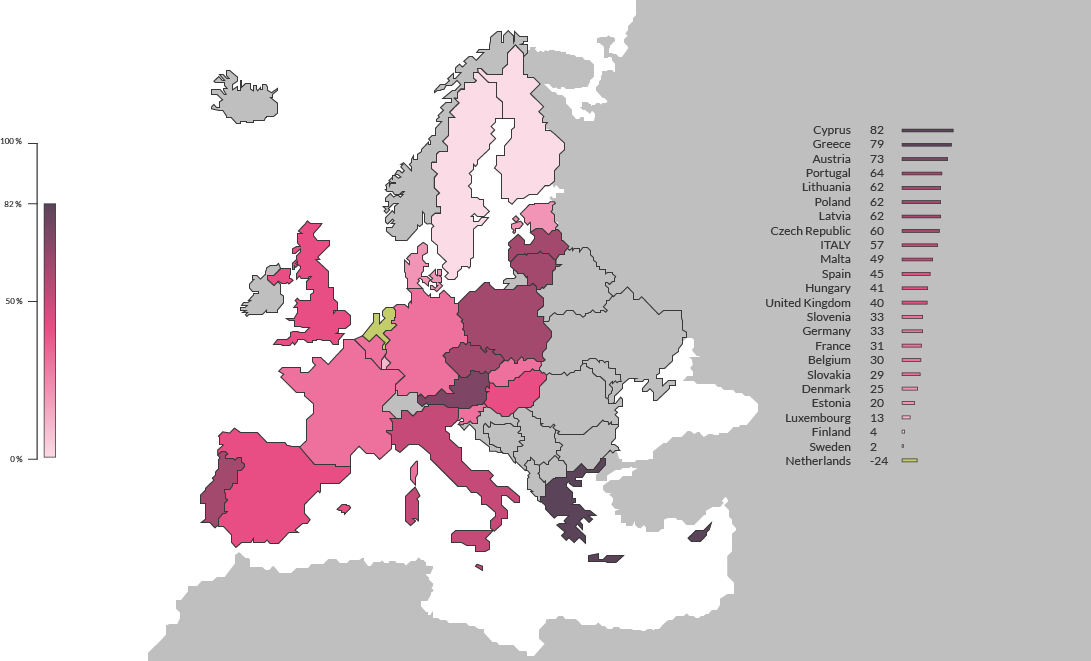 100%
82%
50%
0%
Cyprus 82
Greece 79
Austria 73
Portugal 64
Lithuania 62
Poland 62
Latvia 62
Czech Republic 60
ITALY 57
Malta 49
Spain 45
Hungary 41
United Kingdom 40
Slovenia 33
Germany 33
France 31
Belgium 30
Slovakia 29
Denmark 25
Estonia 20
Luxembourg 13
Finland 4
Sweden 2
Netherlands -24